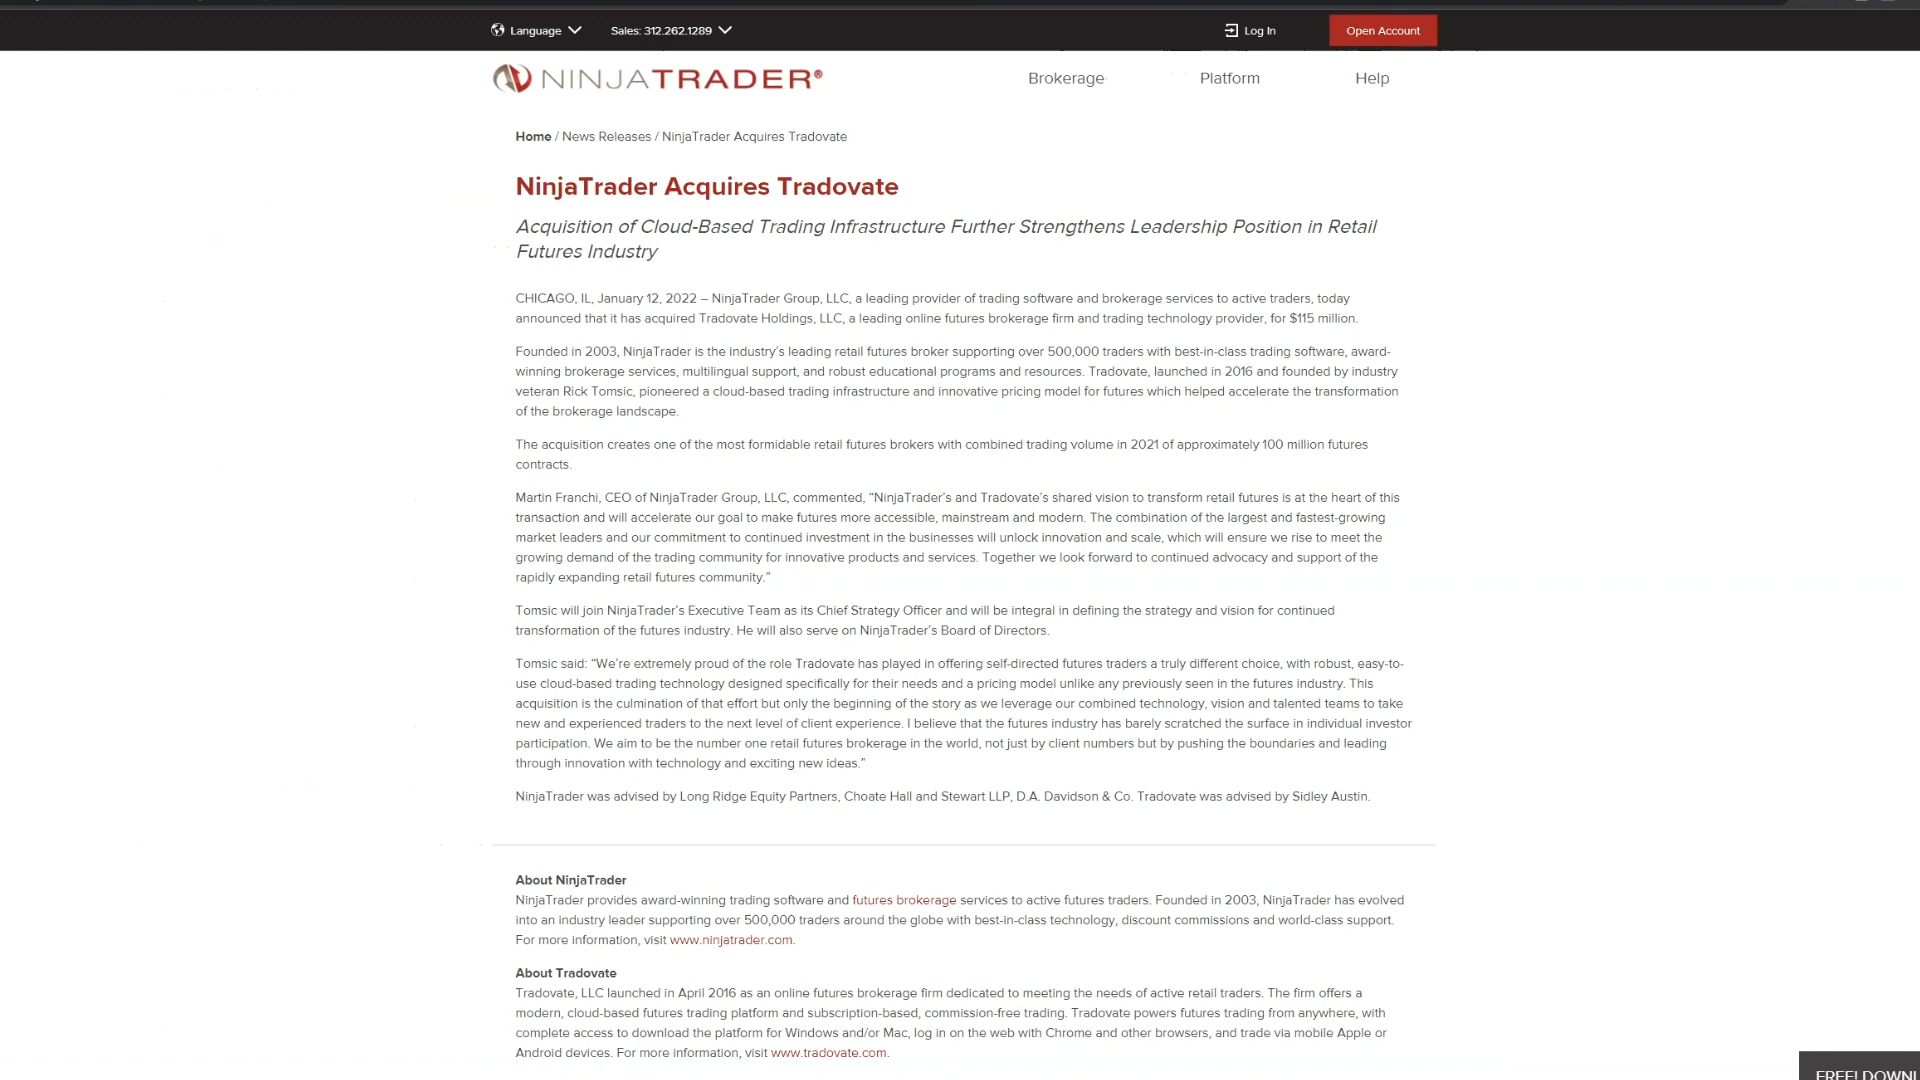 Language
Sales: 312.262.1289
Log In
Open Account
NINJATRADER®
Brokerage
Platform
Help
Home / News Releases / NinjaTrader Acquires Tradovate
NinjaTrader Acquires Tradovate
Acquisition of Cloud-Based Trading Infrastructure Further Strengthens Leadership Position in Retail
Futures Industry
CHICAGO, IL, January 12, 2022 – NinjaTrader Group, LLC, a leading provider of trading software and brokerage services to active traders, today
announced that it has acquired Tradovate Holdings, LLC, a leading online futures brokerage firm and trading technology provider, for $115 million.
Founded in 2003, NinjaTrader is the industry's leading retail futures broker supporting over 500,000 traders with best-in-class trading software, award-
winning brokerage services, multilingual support, and robust educational programs and resources. Tradovate, launched in 2016 and founded by industry
veteran Rick Tomsic, pioneered a cloud-based trading infrastructure and innovative pricing model for futures which helped accelerate the transformation
of the brokerage landscape.
The acquisition creates one of the most formidable retail futures brokers with combined trading volume in 2021 of approximately 100 million futures
contracts.
Martin Franchi, CEO of NinjaTrader Group, LLC, commented, “NinjaTrader's and Tradovate's shared vision to transform retail futures is at the heart of this
transaction and will accelerate our goal to make futures more accessible, mainstream and modern. The combination of the largest and fastest-growing
market leaders and our commitment to continued investment in the businesses will unlock innovation and scale, which will ensure we rise to meet the
growing demand of the trading community for innovative products and services. Together we look forward to continued advocacy and support of the
rapidly expanding retail futures community.”
Tomsic will join NinjaTrader's Executive Team as its Chief Strategy Officer and will be integral in defining the strategy and vision for continued
transformation of the futures industry. He will also serve on NinjaTrader's Board of Directors.
Tomsic said: “We're extremely proud of the role Tradovate has played in offering self-directed futures traders a truly different choice, with robust, easy-to-
use cloud-based trading technology designed specifically for their needs and a pricing model unlike any previously seen in the futures industry. This
acquisition is the culmination of that effort but only the beginning of the story as we leverage our combined technology, vision and talented teams to take
new and experienced traders to the next level of client experience. I believe that the futures industry has barely scratched the surface in individual investor
participation. We aim to be the number one retail futures brokerage in the world, not just by client numbers but by pushing the boundaries and leading
through innovation with technology and exciting new ideas.”
NinjaTrader was advised by Long Ridge Equity Partners, Choate Hall and Stewart LLP, D.A. Davidson & Co. Tradovate was advised by Sidley Austin.
About NinjaTrader
NinjaTrader provides award-winning trading software and futures brokerage services to active futures traders. Founded in 2003, NinjaTrader has evolved
into an industry leader supporting over 500,000 traders around the globe with best-in-class technology, discount commissions and world-class support.
For more information, visit www.ninjatrader.com.
About Tradovate
Tradovate, LLC launched in April 2016 as an online futures brokerage firm dedicated to meeting the needs of active retail traders. The firm offers a
modern, cloud-based futures trading platform and subscription-based, commission-free trading. Tradovate powers futures trading from anywhere, with
complete access to download the platform for Windows and/or Mac, log in on the web with Chrome and other browsers, and trade via mobile Apple or
Android devices. For more information, visit www.tradovate.com.
FREE! DOWNL